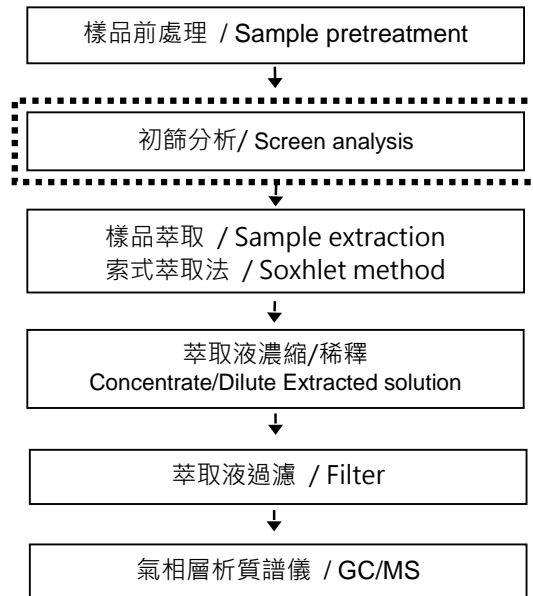 樣品前處理 / Sample pretreatment
初篩分析/ Screen analysis
樣品萃取 / Sample extraction
索式萃取法 / Soxhlet method
萃取液濃縮/稀釋
Concentrate/Dilute Extracted solution
萃取液過濾 / Filter
氣相層析質譜儀 / GC/MS